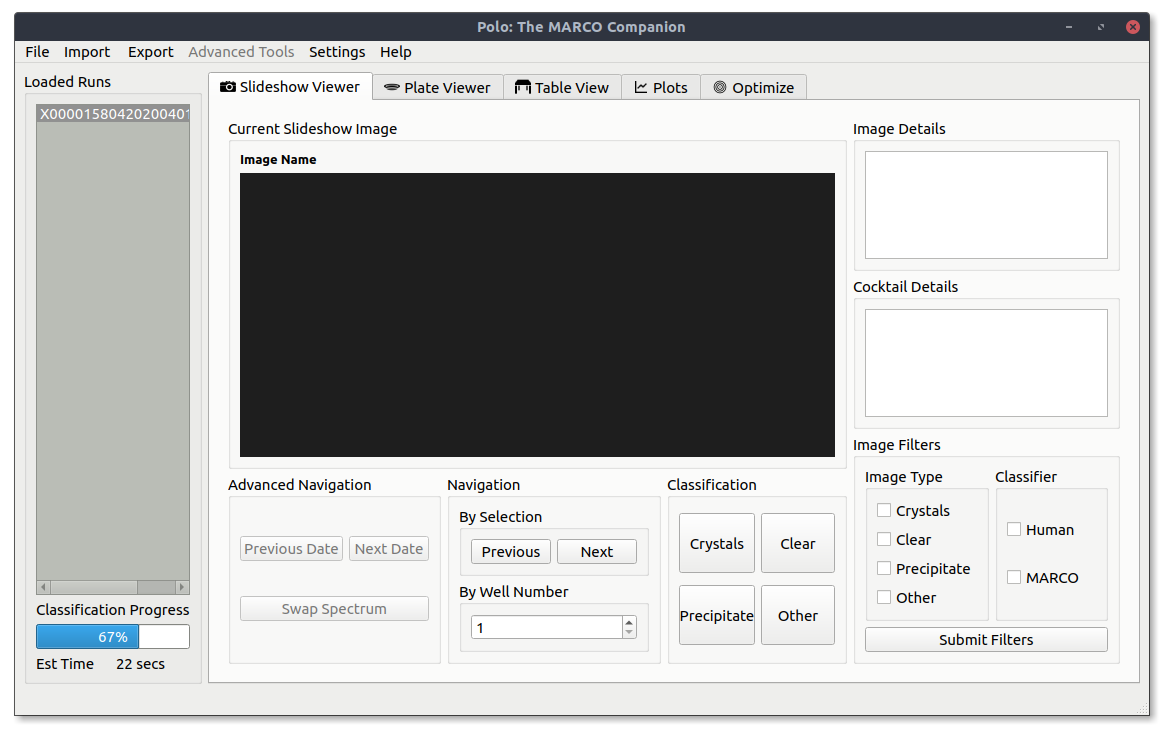 Polo: The MARCO Companion
File Import Export Advanced Tools Settings Help
Loaded Runs
X00001580420200401
Classification Progress
67%
Est Time 22 secs
Slideshow Viewer Plate Viewer Table View Plots Optimize
Current Slideshow Image
Image Name
Advanced Navigation
Previous Date Next Date
Swap Spectrum
Navigation
By Selection
Previous Next
By Well Number
1
Classification
Crystals Clear
Precipitate Other
Image Details
Cocktail Details
Image Filters
Image Type
Crystals
Clear
Precipitate
Other
Classifier
Human
MARCO
Submit Filters